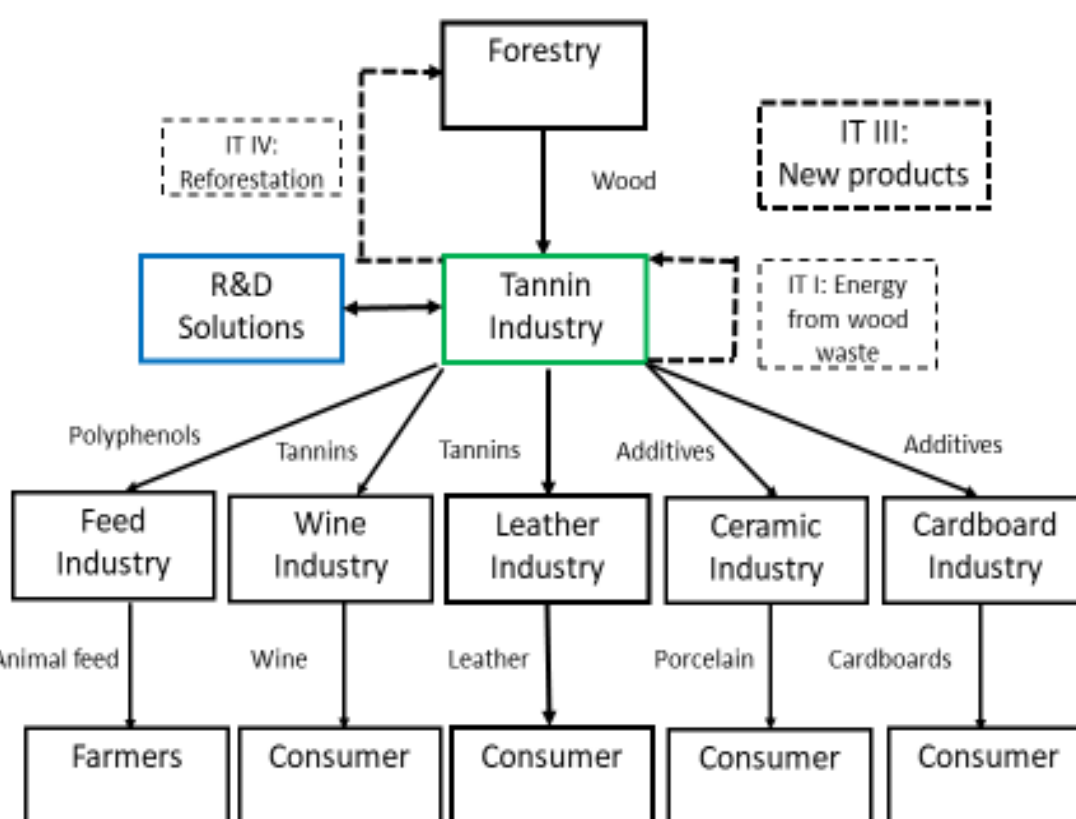 Forestry
IT III:
New products
IT IV:
Reforestation
Wood
R&D
Solutions
Tannin
Industry
IT I: Energy
from wood
waste
Polyphenols
Tannins
Tannins
Additives
Additives
Feed
Industry
Wine
Industry
Leather
Industry
Ceramic
Industry
Cardboard
Industry
Animal feed
Wine
Leather
Porcelain
Cardboards
Farmers
Consumer
Consumer
Consumer
Consumer